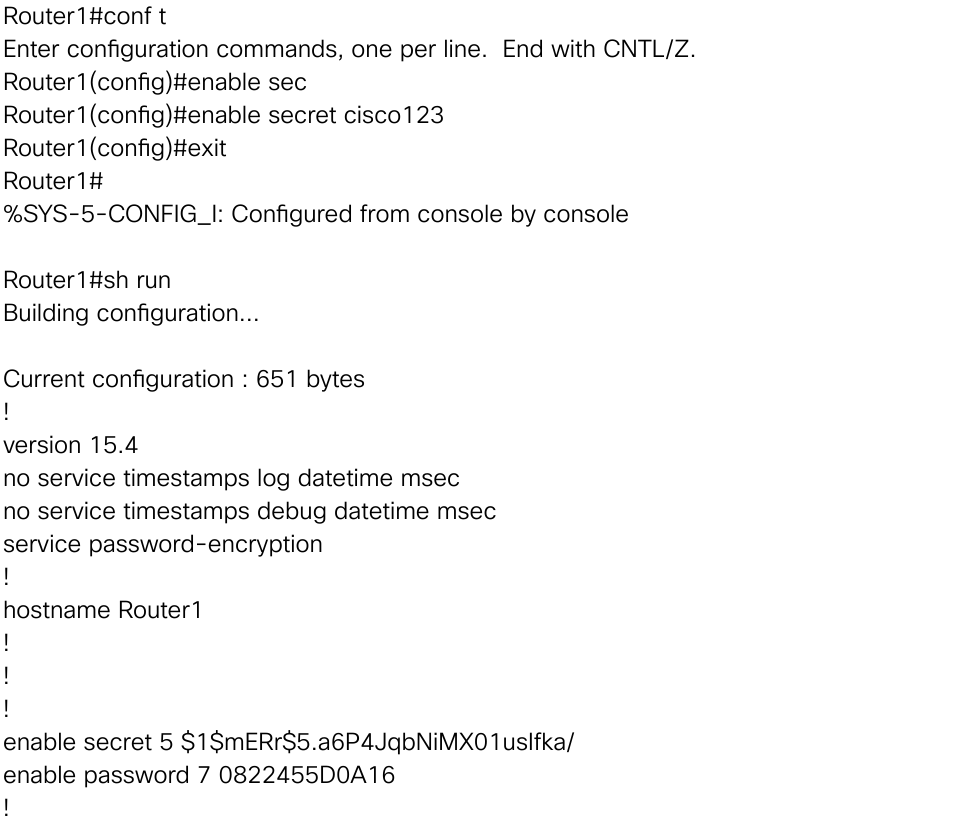 Router1#conf t
Enter configuration commands, one per line.  End with CNTL/Z.
Router1(config)#enable sec
Router1(config)#enable secret cisco123
Router1(config)#exit
Router1#
%SYS-5-CONFIG_I: Configured from console by console

Router1#sh run
Building configuration...

Current configuration : 651 bytes
!
version 15.4
no service timestamps log datetime msec
no service timestamps debug datetime msec
service password-encryption
!
hostname Router1
!
!
!
enable secret 5 $1$mERr$5.a6P4JqbNiMX01usIfka/
enable password 7 0822455D0A16
!